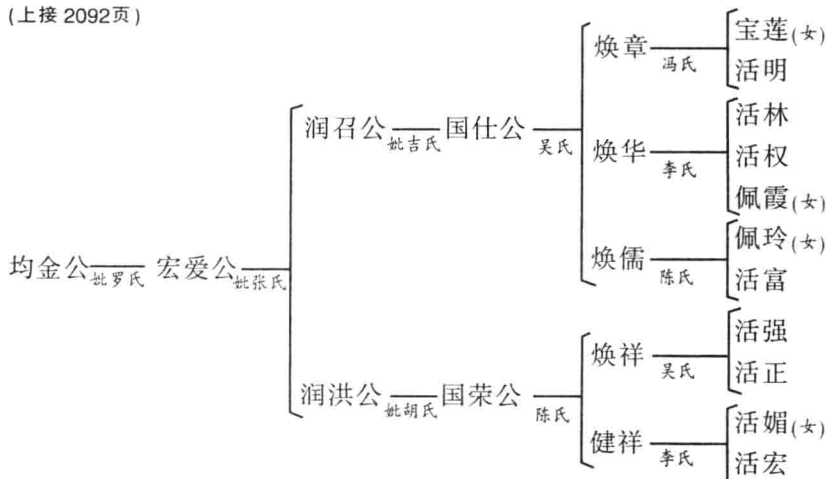 (上接 2092页)
均金公
妣罗氏
宏爱公
妣张氏
润召公
妣吉氏
国仕公
吴氏
焕章
冯氏
宝莲(女)
活明
焕华
李氏
活林
活权
佩霞(女)
焕儒
陈氏
佩玲(女)
活富
润洪公
妣胡氏
国荣公
陈氏
焕祥
吴氏
活强
活正
健祥
李氏
活媚(女)
活宏